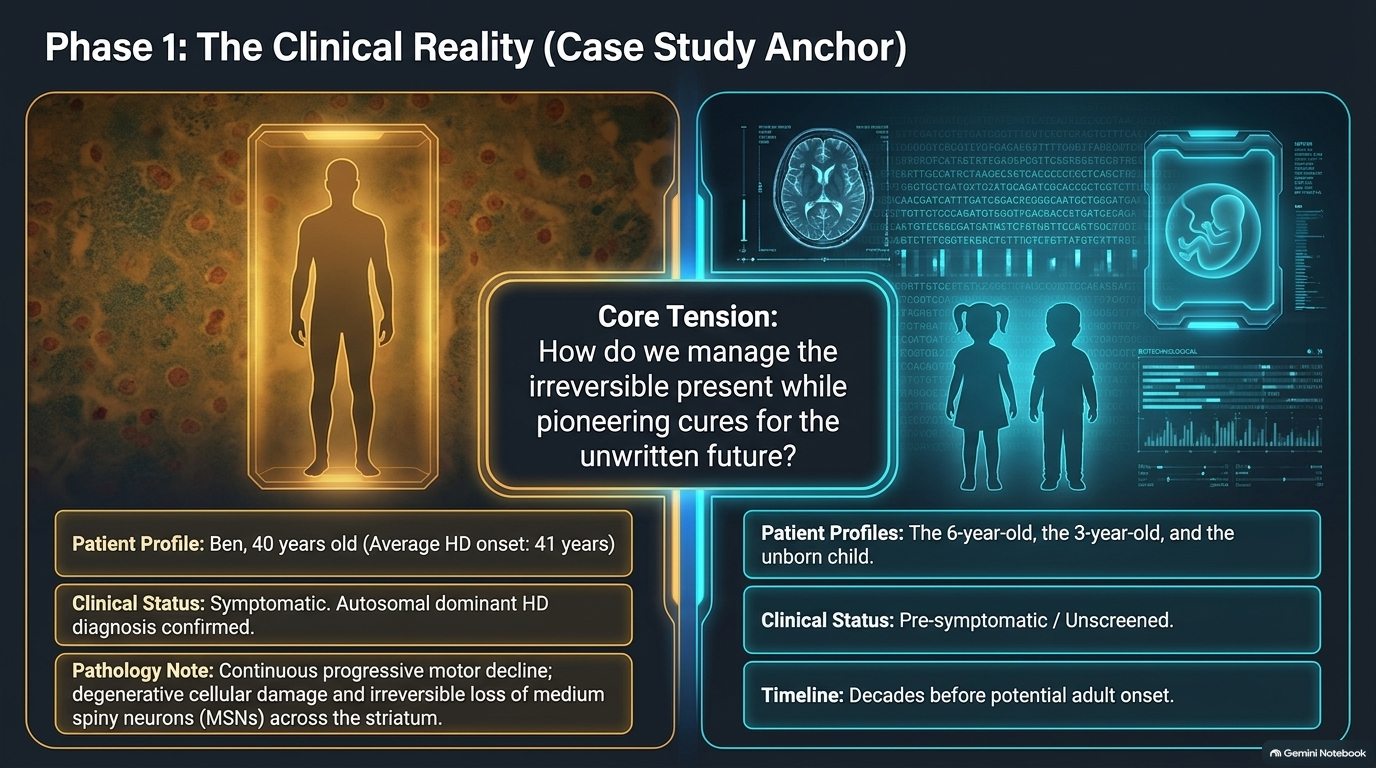 Phase 1: The Clinical Reality (Case Study Anchor)
Core Tension:
How do we manage the
irreversible present while
pioneering cures for the
unwritten future?
Patient Profile: Ben, 40 years old (Average HD onset: 41 years)
Clinical Status: Symptomatic. Autosomal dominant HD
diagnosis confirmed.
Pathology Note: Continuous progressive motor decline;
degenerative cellular damage and irreversible loss of medium
spiny neurons (MSNs) across the striatum.
Patient Profiles: The 6-year-old, the 3-year-old, and the
unborn child.
Clinical Status: Pre-symptomatic / Unscreened.
Timeline: Decades before potential adult onset.
Gemini Notebook